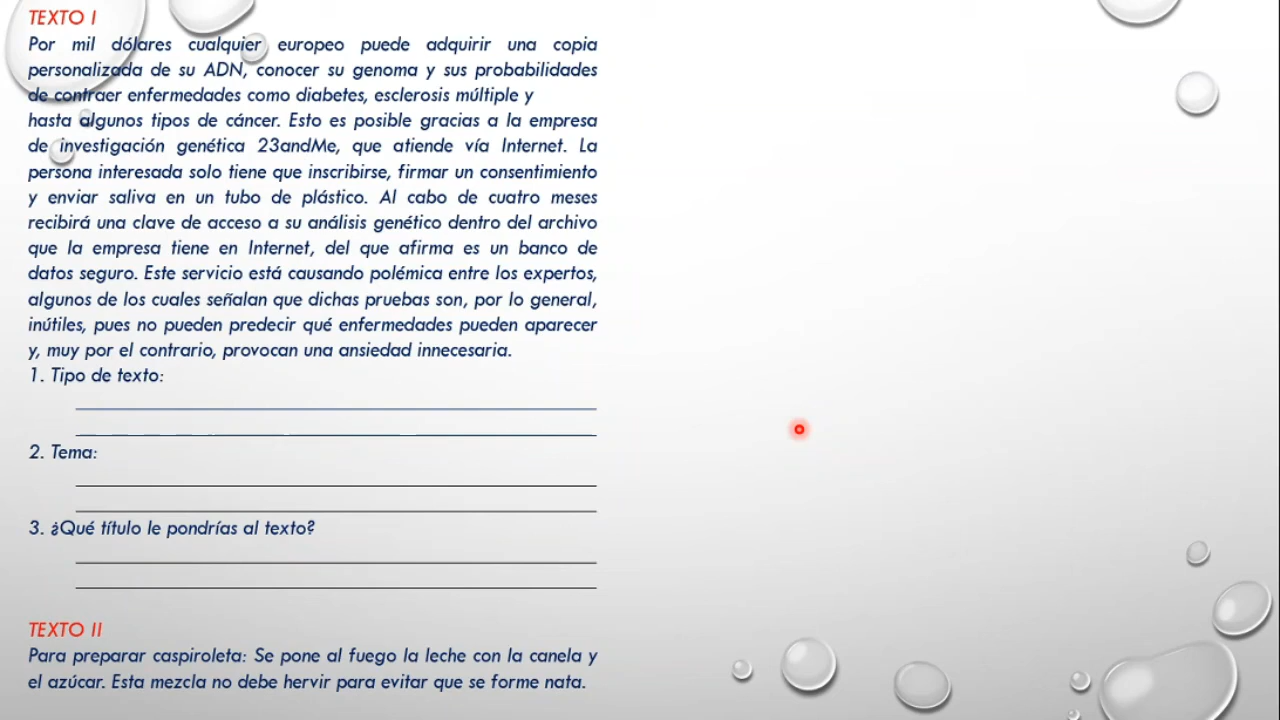 TEXTO I
Por mil dólares cualquier europeo puede adquirir una copia
personalizada de su ADN, conocer su genoma y sus probabilidades
de contraer enfermedades como diabetes, esclerosis múltiple y
hasta algunos tipos de cáncer. Esto es posible gracias a la empresa
de investigación genética 23andMe, que atiende vía Internet. La
persona interesada solo tiene que inscribirse, firmar un consentimiento
y enviar saliva en un tubo de plástico. Al cabo de cuatro meses
recibirá una clave de acceso a su análisis genético dentro del archivo
que la empresa tiene en Internet, del que afirma es un banco de
datos seguro. Este servicio está causando polémica entre los expertos,
algunos de los cuales señalan que dichas pruebas son, por lo general,
inútiles, pues no pueden predecir qué enfermedades pueden aparecer
y, muy por el contrario, provocan una ansiedad innecesaria.
1. Tipo de texto:
2. Tema:
3. ¿Qué título le pondrías al texto?
TEXTO II
Para preparar caspiroleta: Se pone al fuego la leche con la canela y
el azúcar. Esta mezcla no debe hervir para evitar que se forme nata.